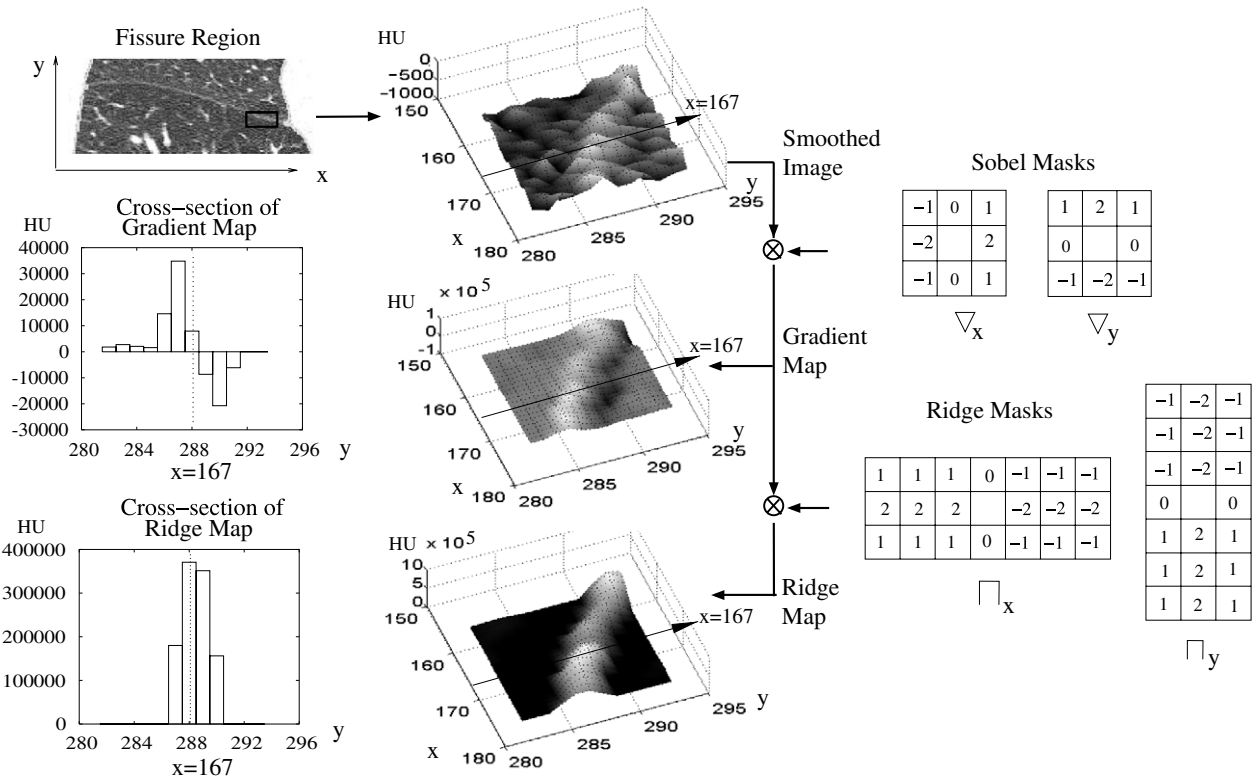 Fissure Region
y
x
HU
0
−500
−1000
150
160
170
180
x
280
285
290
295
y
x=167
Smoothed
Image
Sobel Masks
−1 0 1
−2 2
−1 0 1
▽x
1 2 1
0 0
−1 −2 −1
▽y
Cross−section of
Gradient Map
HU
40000
30000
20000
10000
0
−10000
−20000
−30000
280 284 288 292 296 y
x=167
HU 1 × 10^5
0
−1
150
160
170
180
x
280
285
290
295
y
x=167
Gradient
Map
Ridge Masks
1 1 1 0 −1 −1 −1
2 2 2 −2 −2 −2
1 1 1 0 −1 −1 −1
⊓x
−1 −2 −1
−1 −2 −1
−1 −2 −1
0 0
1 2 1
1 2 1
1 2 1
⊓y
Cross−section of
Ridge Map
HU
400000
300000
200000
100000
0
280 284 288 292 296 y
x=167
HU × 10^5
10
5
0
150
160
170
180
x
280
285
290
295
y
x=167
Ridge
Map